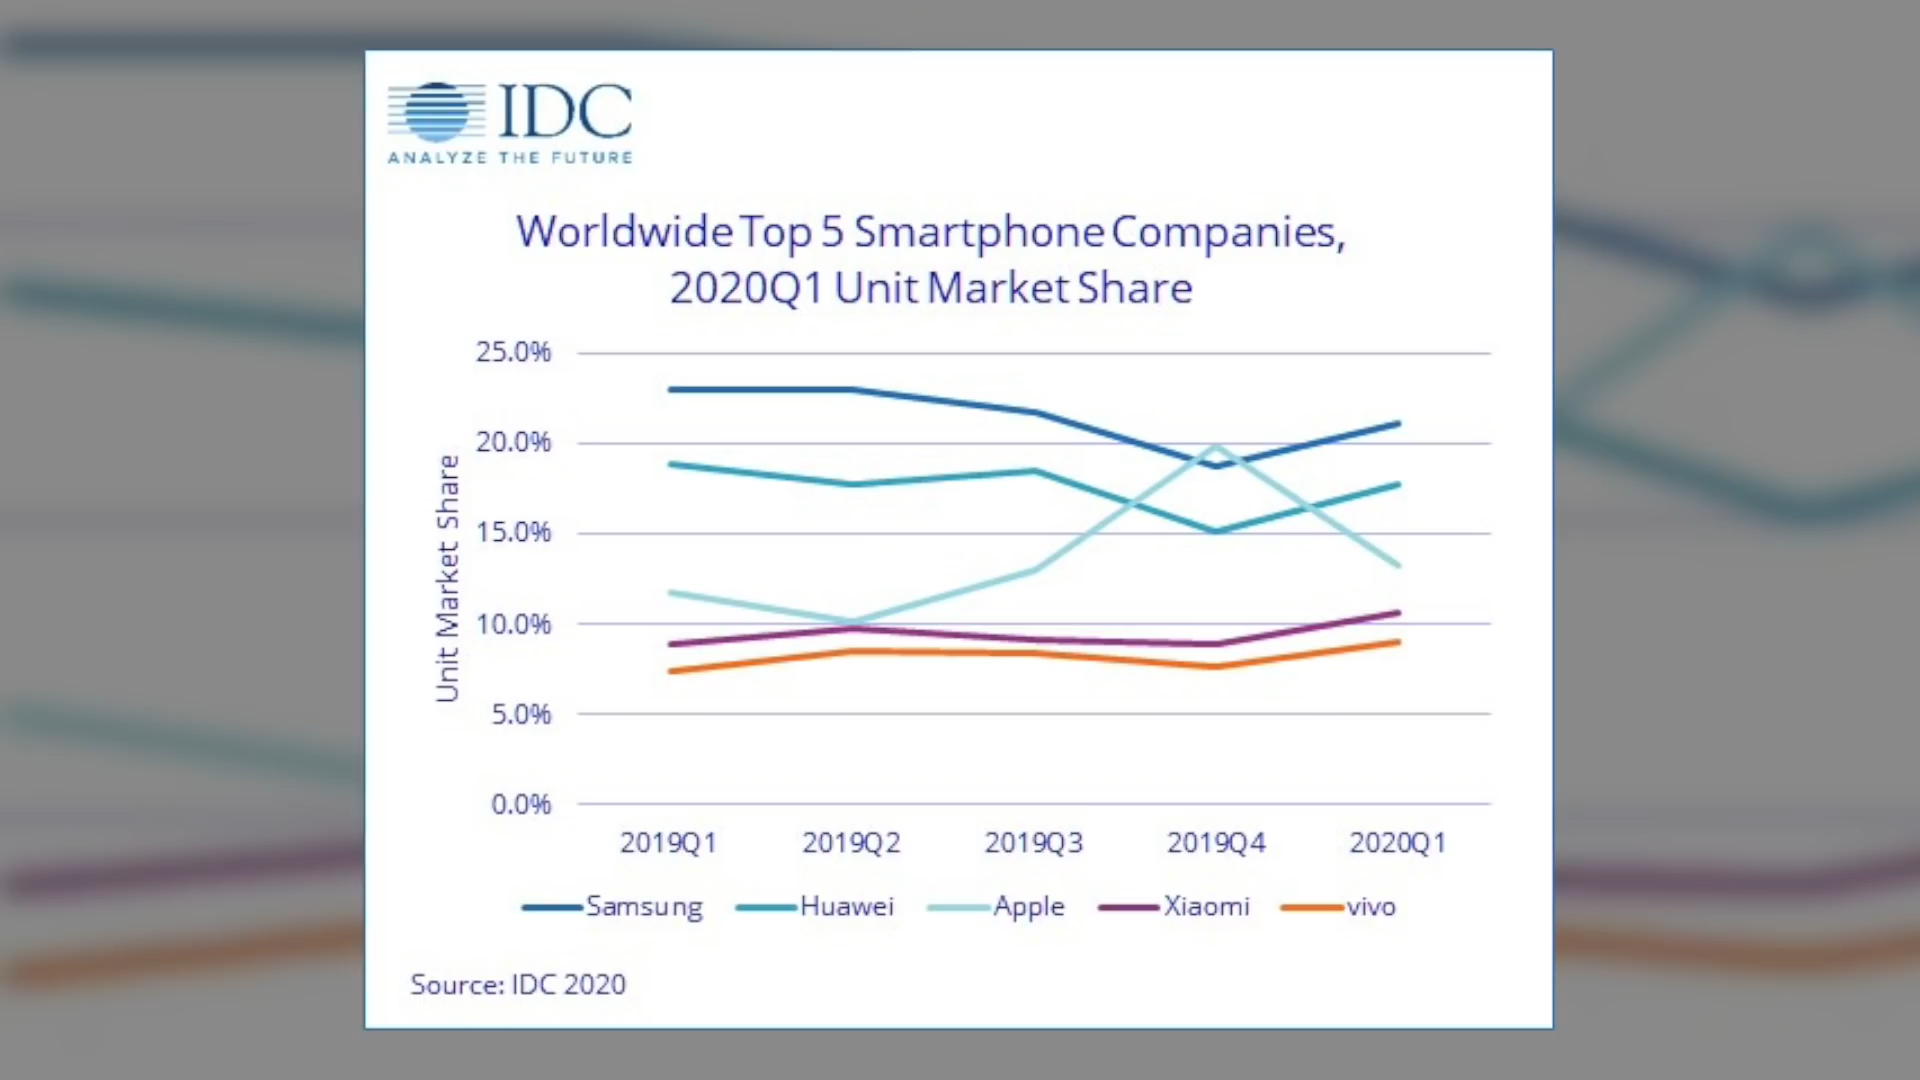 IDC
ANALYZE THE FUTURE
Worldwide Top 5 Smartphone Companies,
2020Q1 Unit Market Share
Unit Market Share
25.0%
20.0%
15.0%
10.0%
5.0%
0.0%
2019Q1 2019Q2 2019Q3 2019Q4 2020Q1
Samsung Huawei Apple Xiaomi vivo
Source: IDC 2020